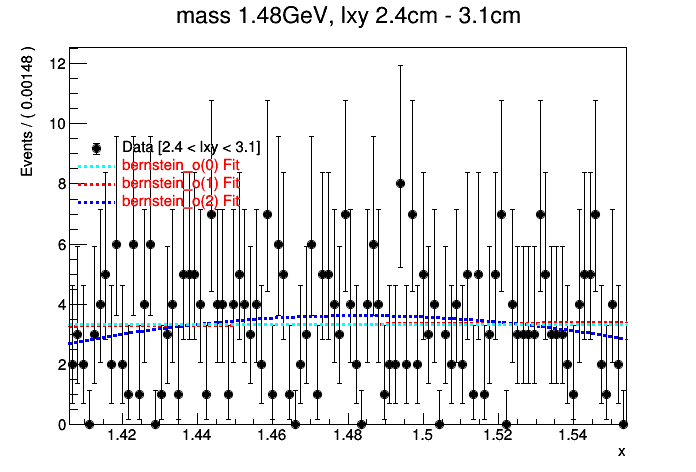 mass 1.48GeV, lxy 2.4cm - 3.1cm
Events / ( 0.00148 )
12
10
8
6
4
2
0
Data [2.4 < lxy < 3.1]
bernstein_o(0) Fit
bernstein_o(1) Fit
bernstein_o(2) Fit
1.42 1.44 1.46 1.48 1.5 1.52 1.54
x